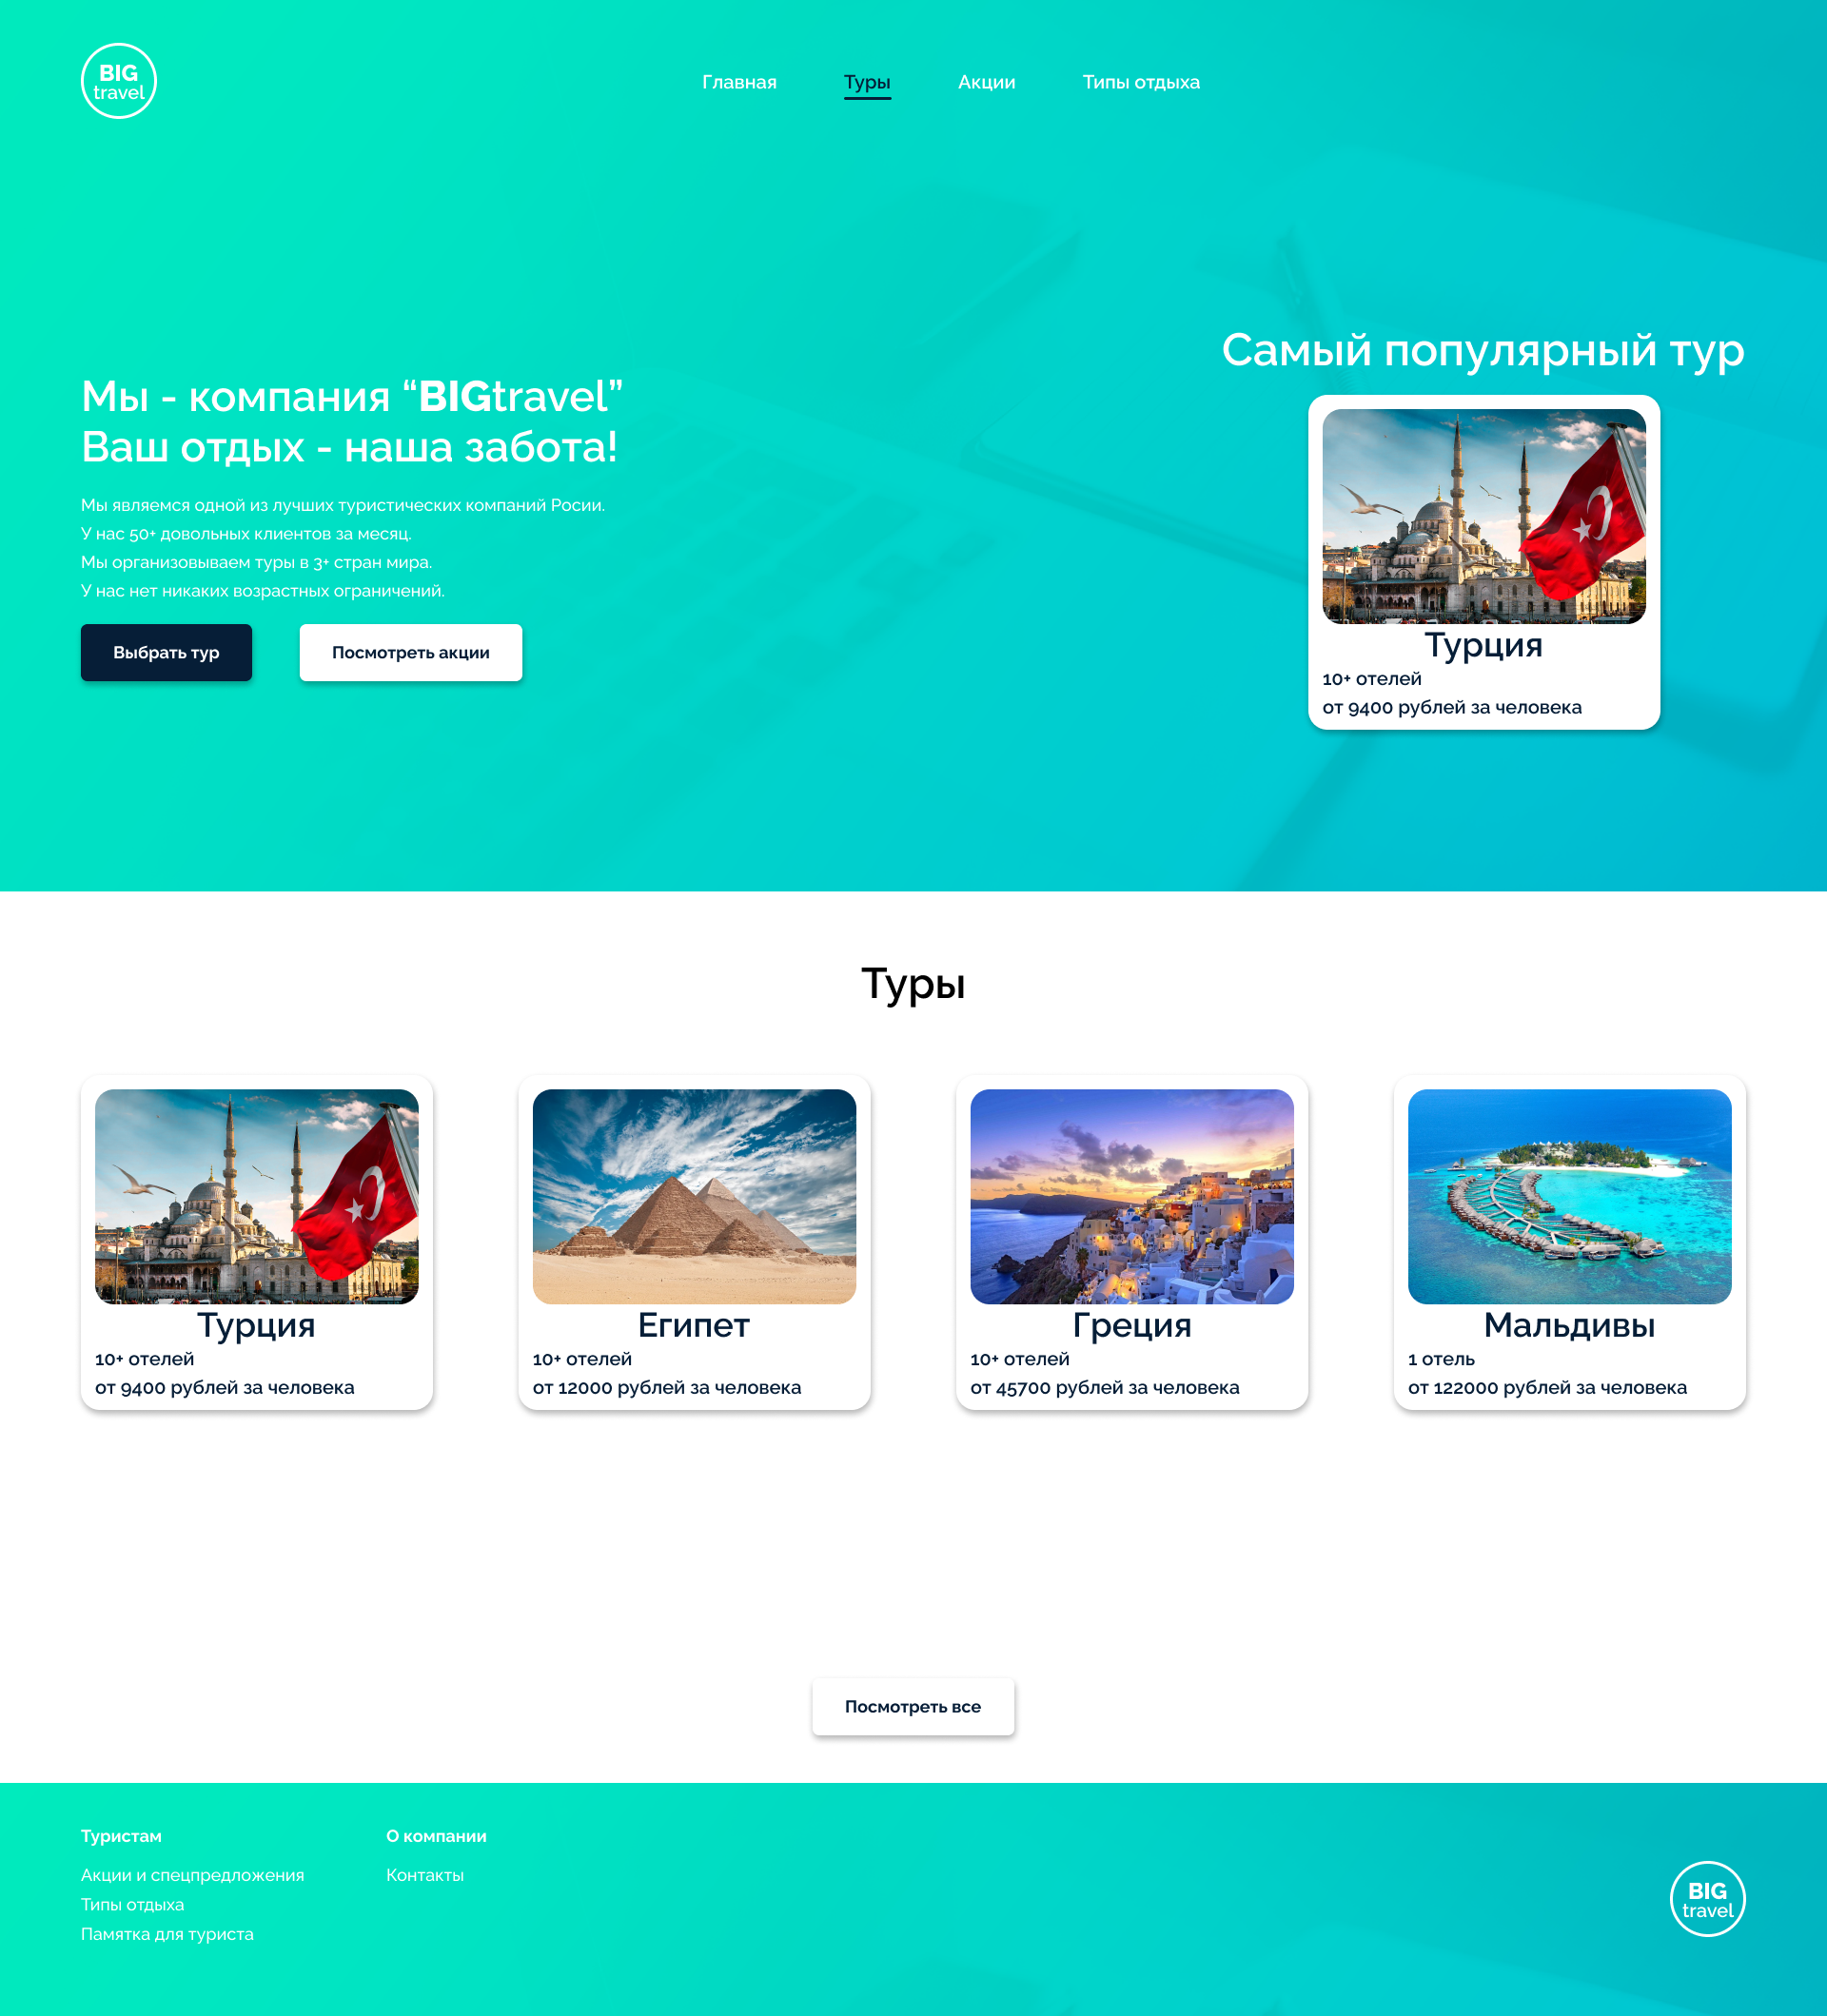 BIG
travel
Главная
Туры
Акции
Типы отдыха
Мы - компания “BIGtravel”
Ваш отдых - наша забота!
Мы являемся одной из лучших туристических компаний Росии.
У нас 50+ довольных клиентов за месяц.
Мы организовываем туры в 3+ стран мира.
У нас нет никаких возрастных ограничений.
Выбрать тур
Посмотреть акции
Самый популярный тур
Турция
10+ отелей
от 9400 рублей за человека
Туры
Турция
10+ отелей
от 9400 рублей за человека
Египет
10+ отелей
от 12000 рублей за человека
Греция
10+ отелей
от 45700 рублей за человека
Мальдивы
1 отель
от 122000 рублей за человека
Посмотреть все
Туристам
Акции и спецпредложения
Типы отдыха
Памятка для туриста
О компании
Контакты
BIG
travel